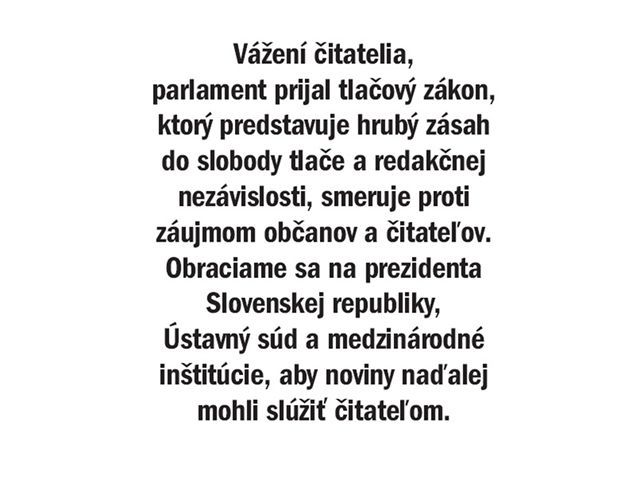 Vážení čitatelia,
parlament prijal tlačový zákon,
ktorý predstavuje hrubý zásah
do slobody tlače a redakčnej
nezávislosti, smeruje proti
záujmom občanov a čitateľov.
Obraciame sa na prezidenta
Slovenskej republiky,
Ústavný súd a medzinárodné
inštitúcie, aby noviny naďalej
mohli slúžiť čitateľom.